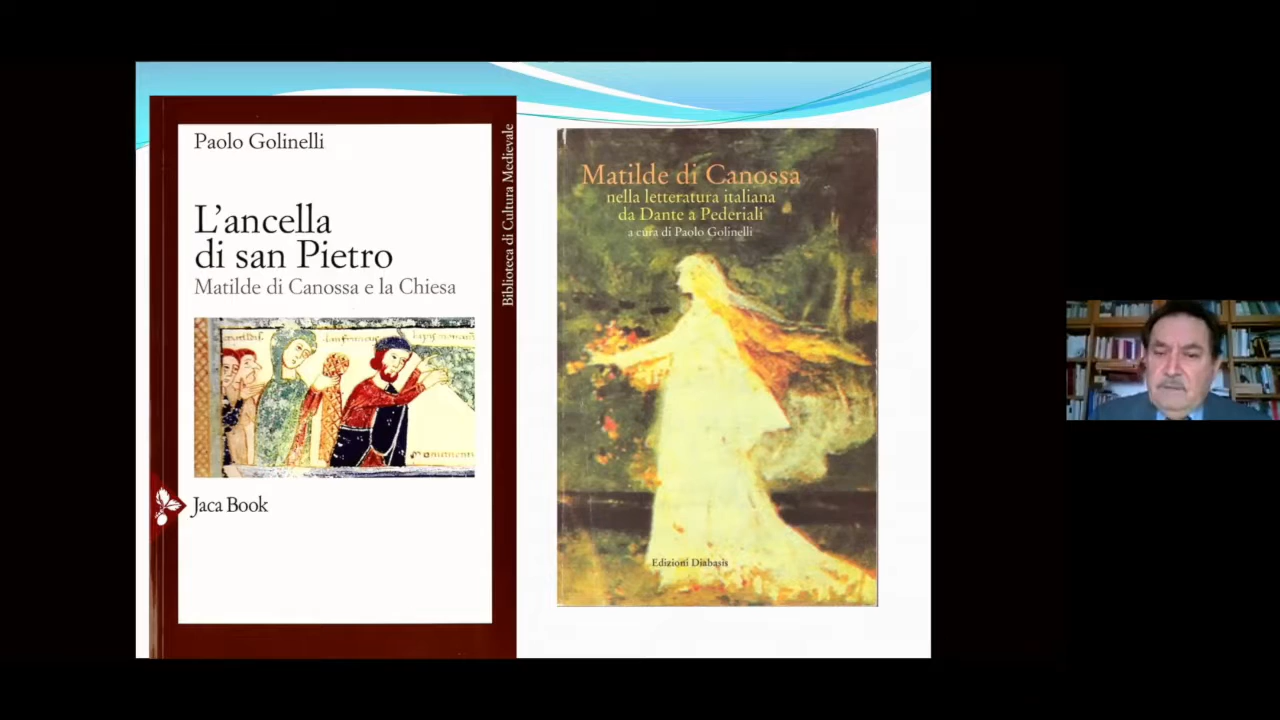 Paolo Golinelli
L'ancella
di san Pietro
Matilde di Canossa e la Chiesa
Jaca Book
Biblioteca di Cultura Medievale
Matilde di Canossa
nella letteratura italiana
da Dante a Pederiali
a cura di Paolo Golinelli
Edizioni Diabasis